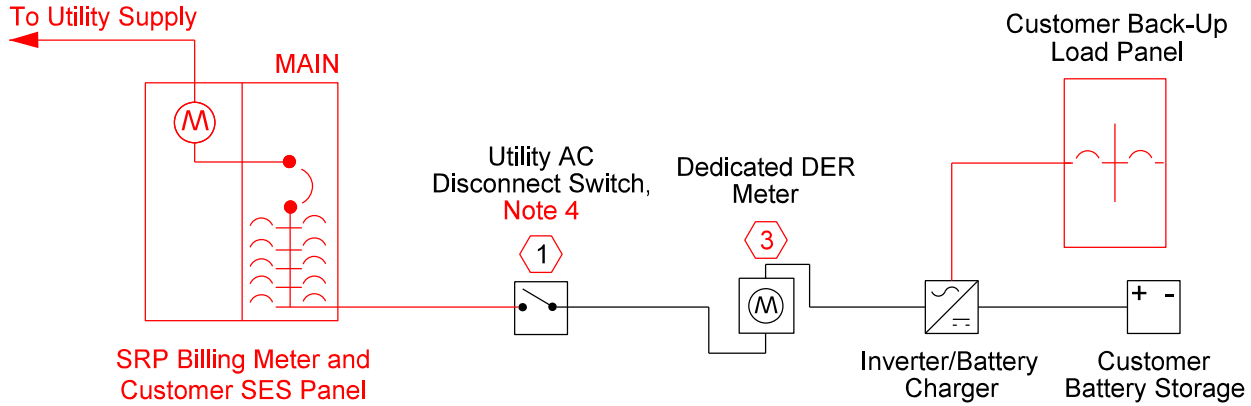 To Utility Supply
MAIN
M
SRP Billing Meter and
Customer SES Panel
Utility AC
Disconnect Switch,
Note 4
1
Dedicated DER
Meter
3
M
Customer Back-Up
Load Panel
Inverter/Battery
Charger
+ -
Customer
Battery Storage